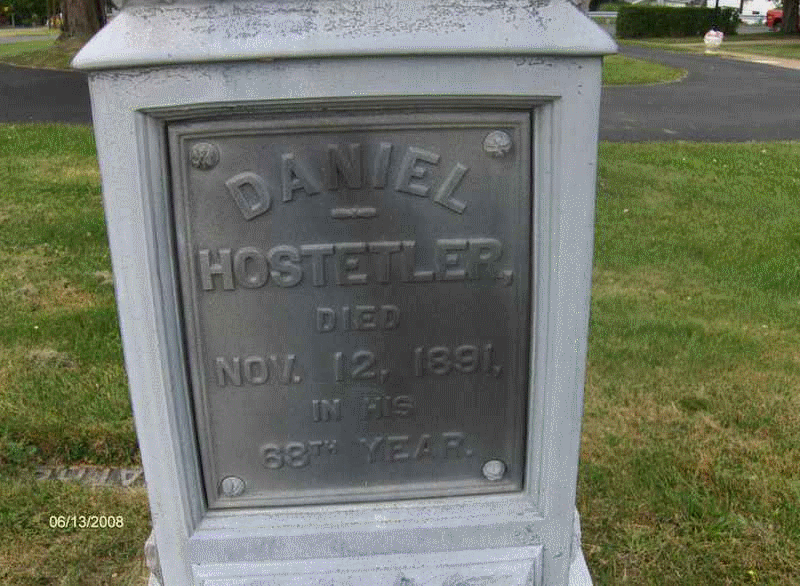 DANIEL
HOSTETLER,
DIED
NOV. 12, 1891,
IN HIS
68TH YEAR.
06/13/2008